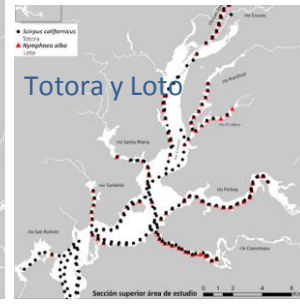 Scirpus californicus
Totora
Nymphaea alba
Loto
río Cruces
Totora y Loto
río Nanihue
río Cudico
río Santa María
río Tambillo
río Pichoy
río San Ramón
río Cayumapu
Sección superior área de estudio
0 1 2 4 6